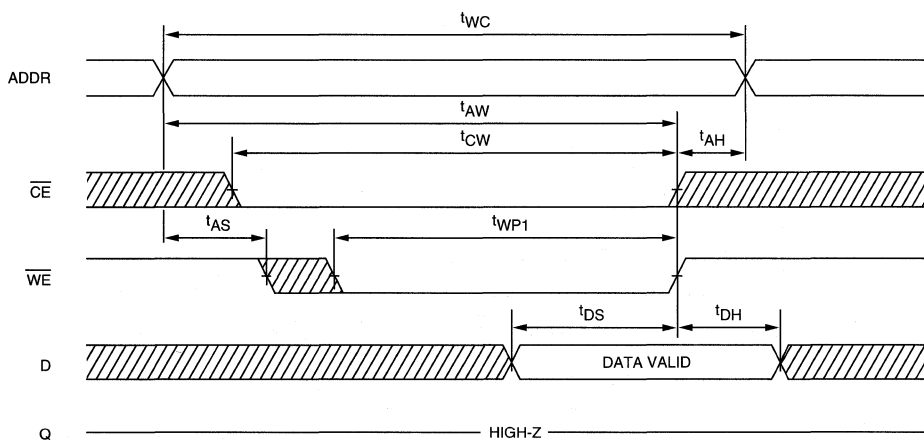 tWC
ADDR
tAW
tCW
tAH
CE
tAS
tWP1
WE
tDS
tDH
D
DATA VALID
Q
HIGH-Z